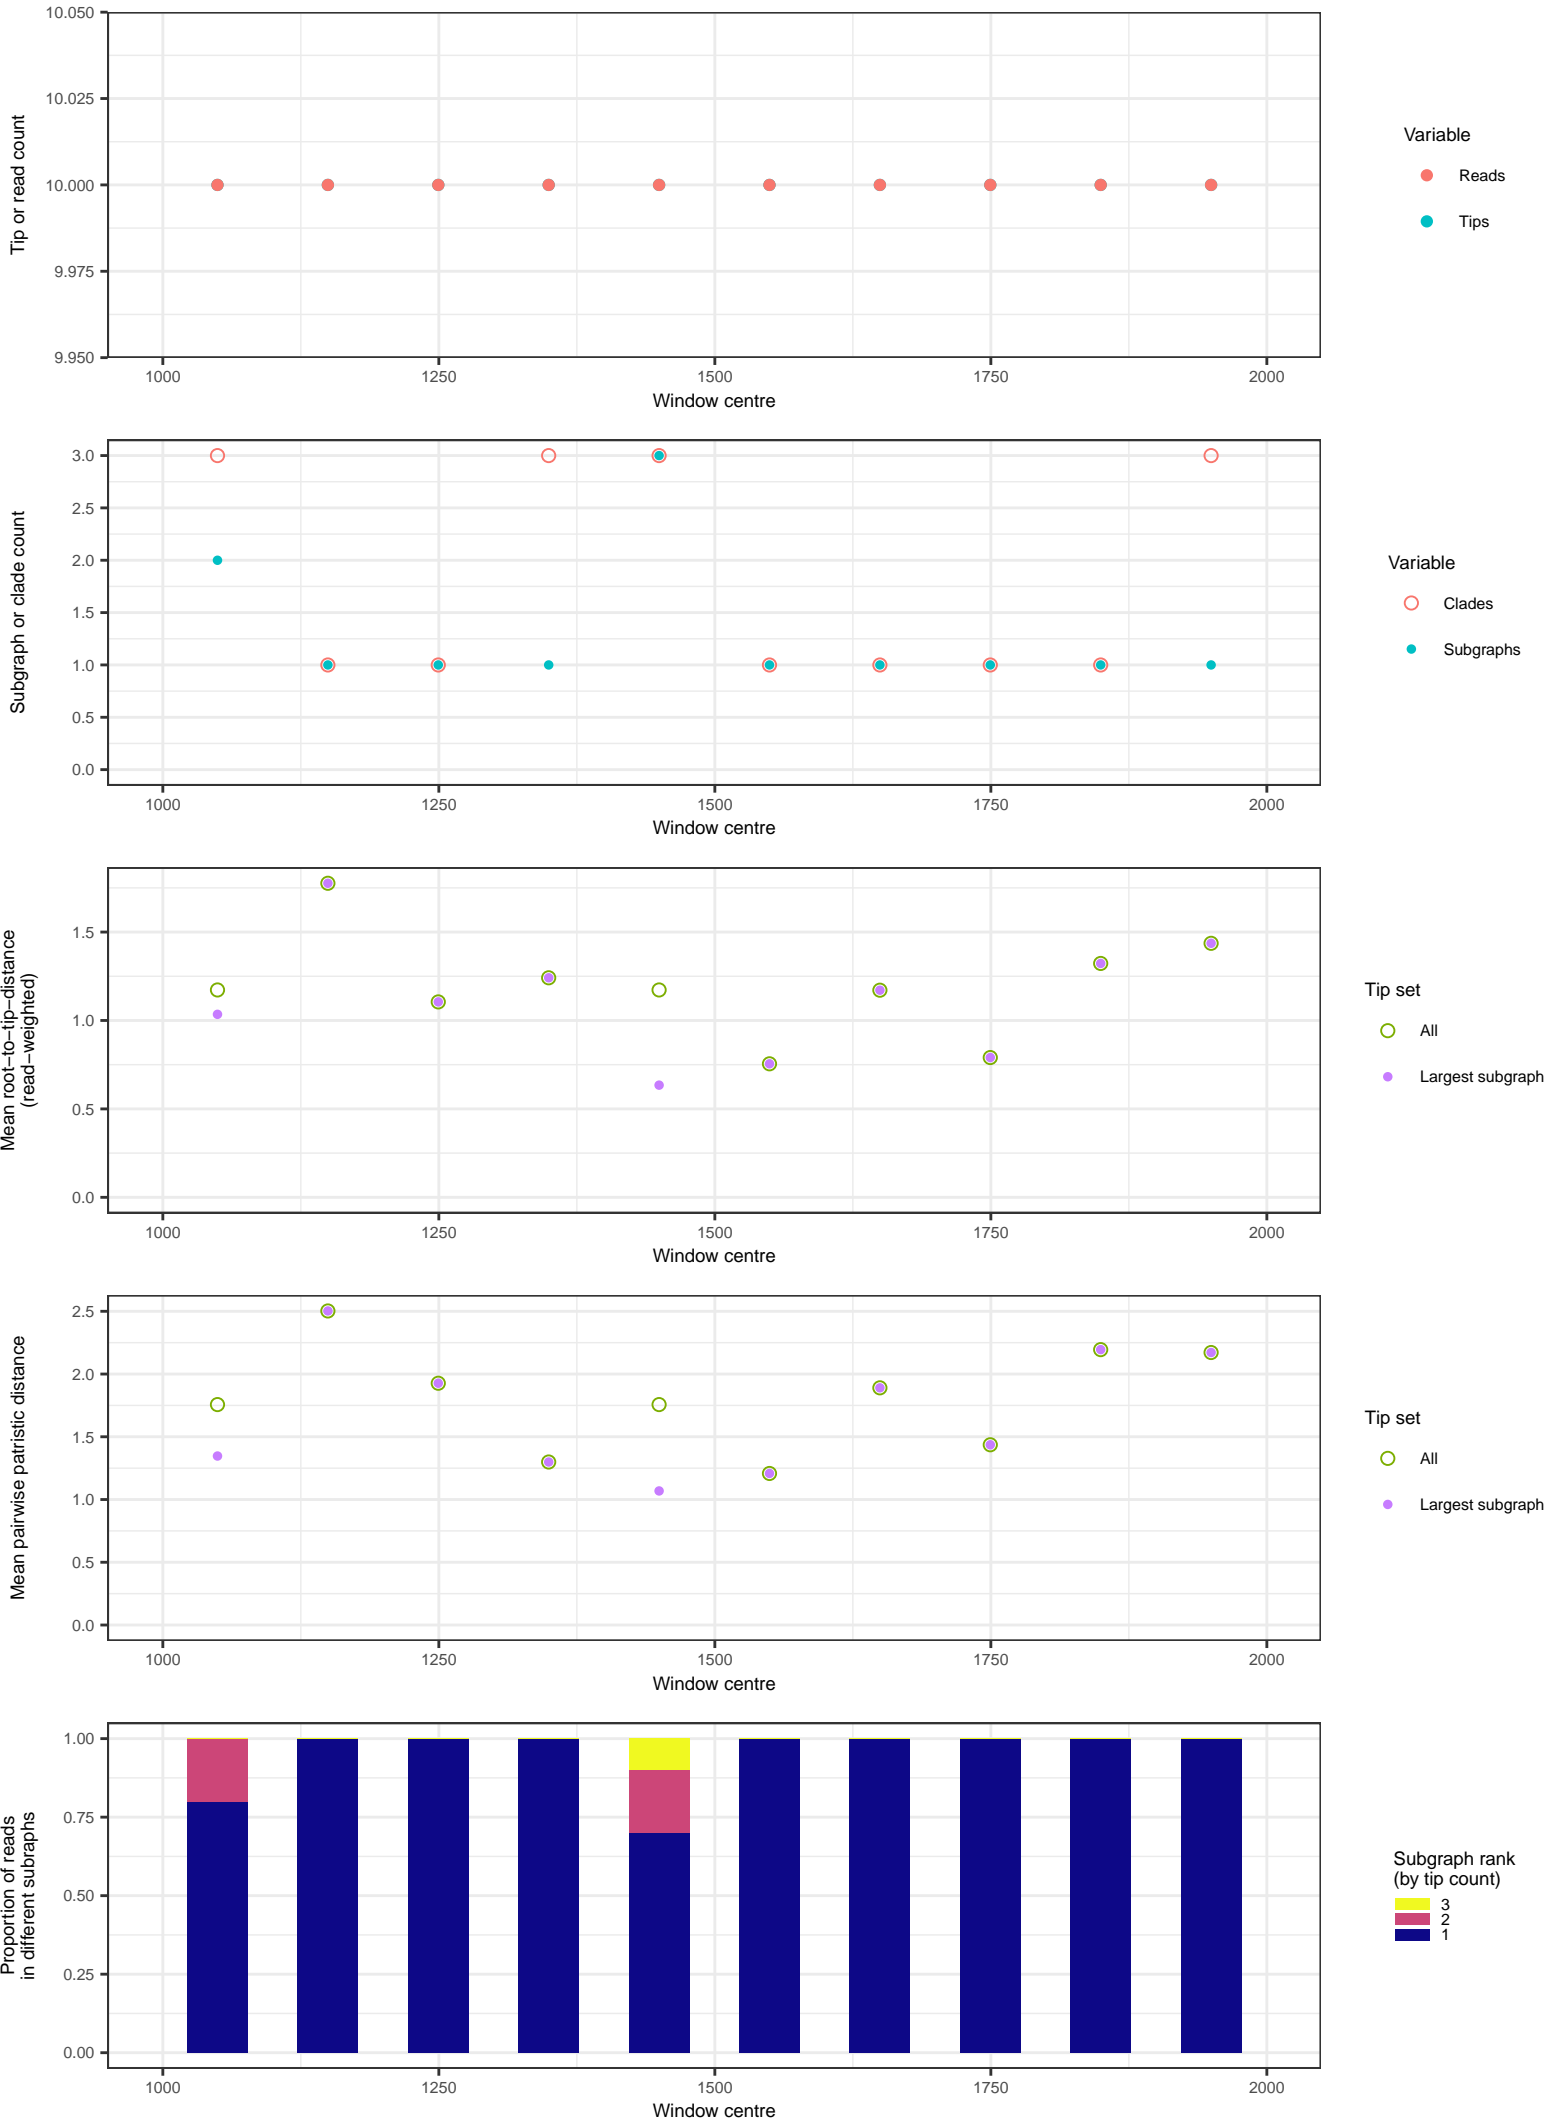 10.050
10.025
10.000
9.975
9.950
Tip or read count
1000 1250 1500 1750 2000
Window centre
Variable
Reads
Tips
3.0
2.5
2.0
1.5
1.0
0.5
0.0
Subgraph or clade count
1000 1250 1500 1750 2000
Window centre
Variable
Clades
Subgraphs
1.5
1.0
0.5
0.0
Mean root−to−tip−distance
(read−weighted)
1000 1250 1500 1750 2000
Window centre
Tip set
All
Largest subgraph
2.5
2.0
1.5
1.0
0.5
0.0
Mean pairwise patristic distance
1000 1250 1500 1750 2000
Window centre
Tip set
All
Largest subgraph
1.00
0.75
0.50
0.25
0.00
Proportion of reads
in different subraphs
1000 1250 1500 1750 2000
Window centre
Subgraph rank
(by tip count)
3
2
1